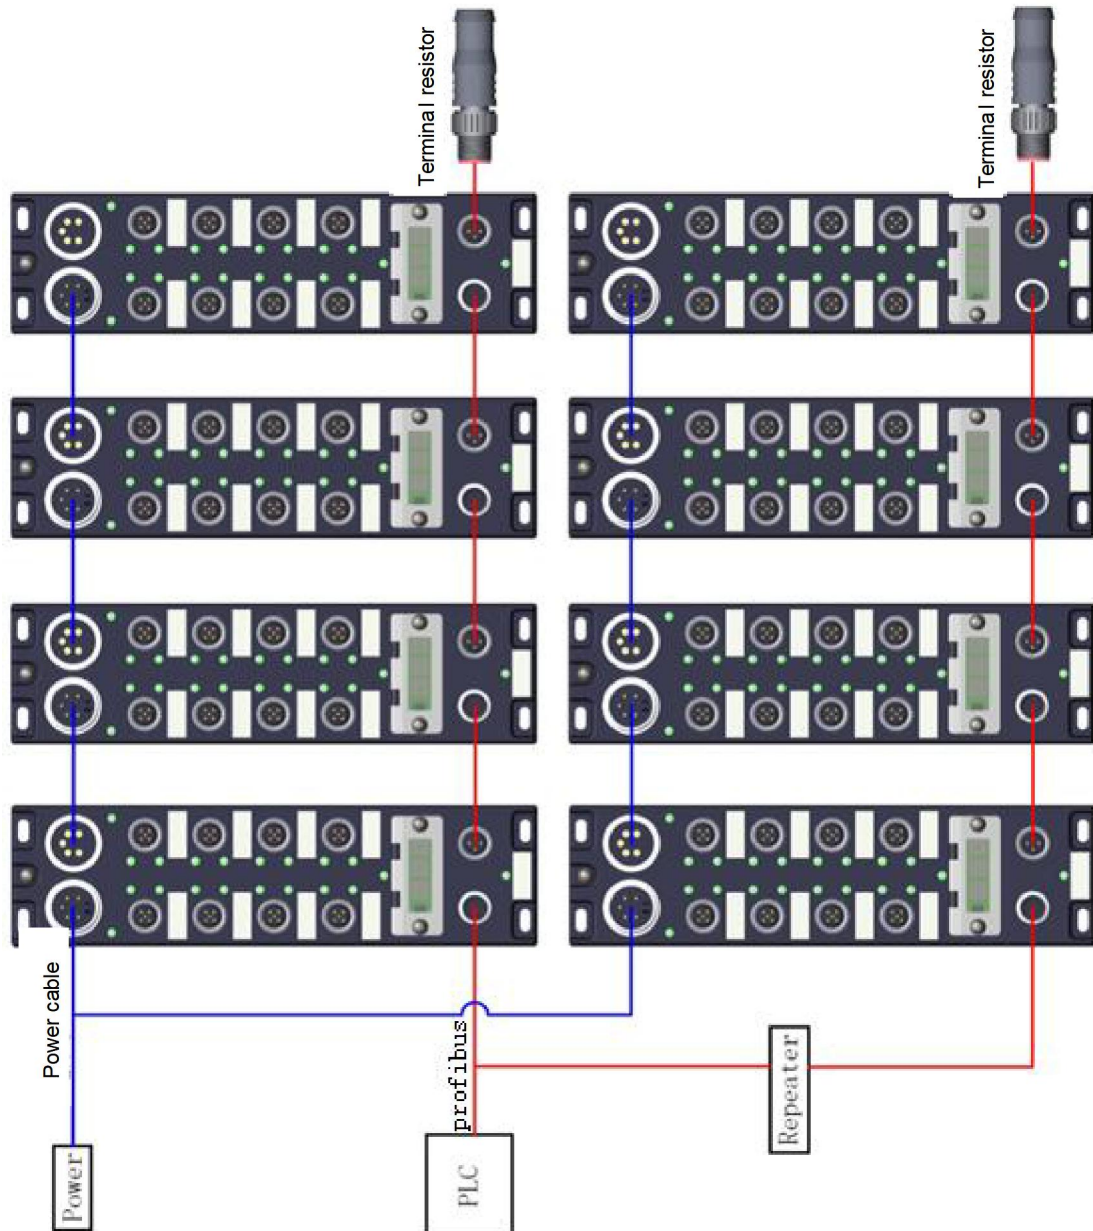 Terminal resistor
Terminal resistor
Power cable
profibus
Repeater
Power
PLC